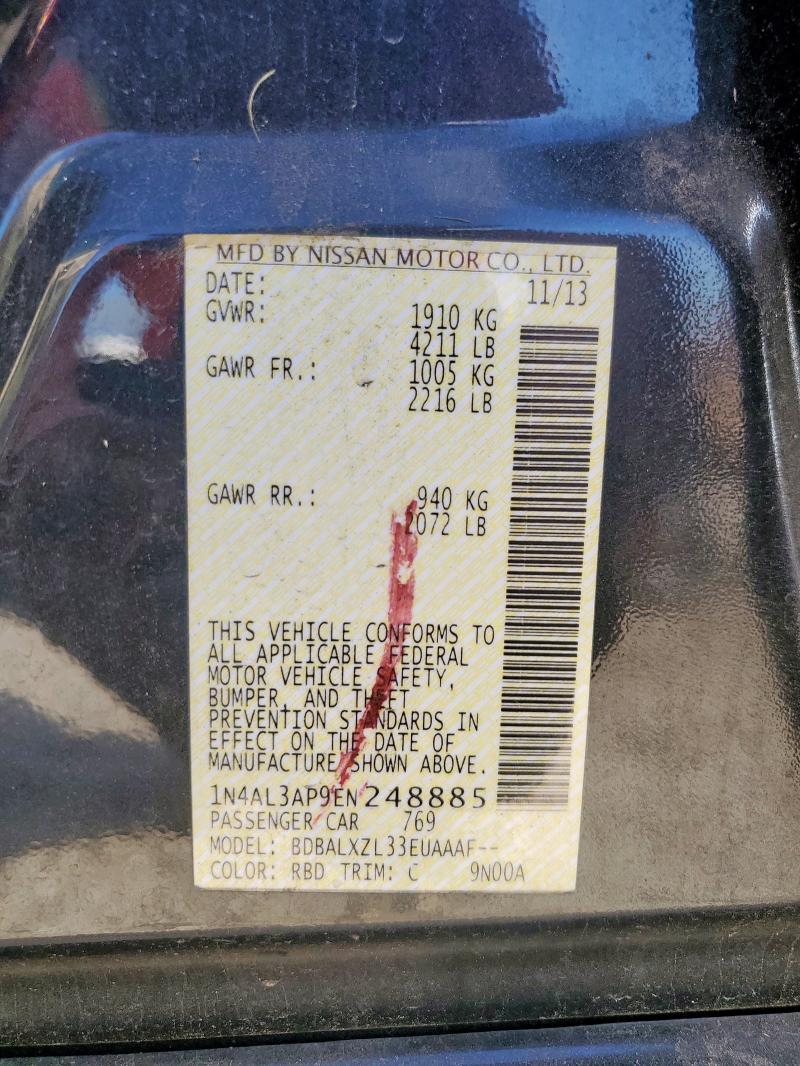 MFD BY NISSAN MOTOR CO., LTD.
DATE: 11/13
GVWR: 1910 KG
4211 LB
GAWR FR.: 1005 KG
2216 LB
GAWR RR.: 940 KG
2072 LB
THIS VEHICLE CONFORMS TO
ALL APPLICABLE FEDERAL
MOTOR VEHICLE SAFETY,
BUMPER, AND THEFT
PREVENTION STANDARDS IN
EFFECT ON THE DATE OF
MANUFACTURE SHOWN ABOVE.
1N4AL3AP9EN248885
PASSENGER CAR 769
MODEL: BDBALXZL33EUAAAF--
COLOR: RBD TRIM: C 9N00A